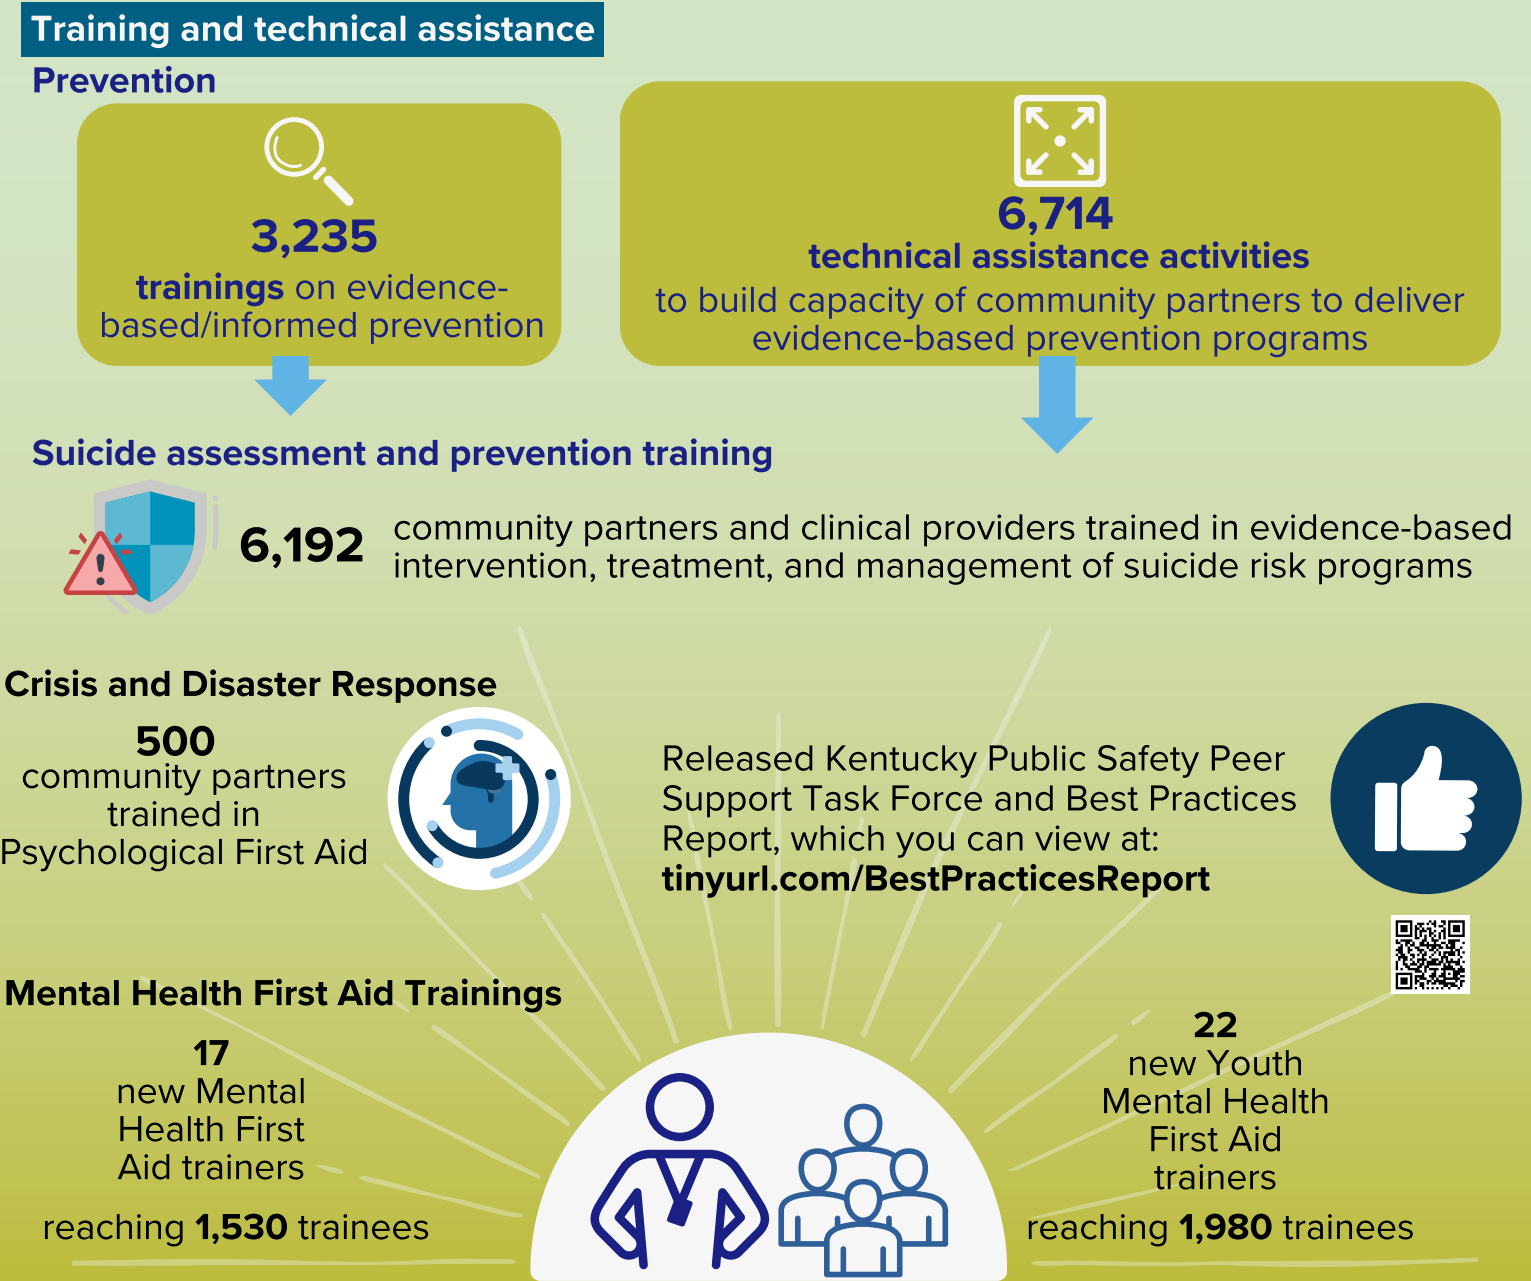 Training and technical assistance
Prevention
3,235
trainings on evidence-
based/informed prevention
6,714
technical assistance activities
to build capacity of community partners to deliver
evidence-based prevention programs
Suicide assessment and prevention training
6,192
community partners and clinical providers trained in evidence-based
intervention, treatment, and management of suicide risk programs
Crisis and Disaster Response
500
community partners
trained in
Psychological First Aid
Released Kentucky Public Safety Peer
Support Task Force and Best Practices
Report, which you can view at:
tinyurl.com/BestPracticesReport
Mental Health First Aid Trainings
17
new Mental
Health First
Aid trainers
reaching 1,530 trainees
22
new Youth
Mental Health
First Aid
trainers
reaching 1,980 trainees